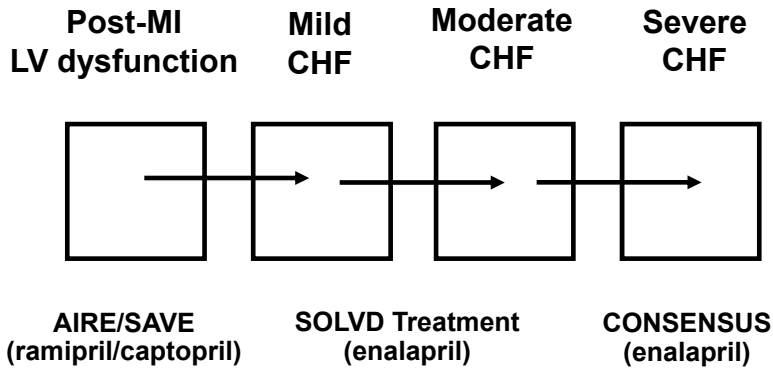 Post-MI
LV dysfunction
Mild
CHF
Moderate
CHF
Severe
CHF
AIRE/SAVE
(ramipril/captopril)
SOLVD Treatment
(enalapril)
CONSENSUS
(enalapril)